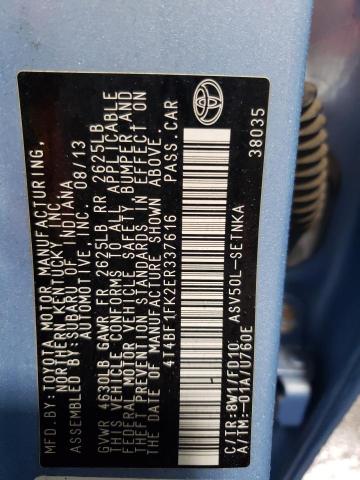 MFD.BY:TOYOTA MOTOR MANUFACTURING,
NORTHERN KENTUCKY INC.
ASSEMBLED BY:SUBARU OF INDIANA
AUTOMOTIVE, INC. 08/13
GVWR 4630LB GAWR FR 2625LB RR 2625LB
THIS VEHICLE CONFORMS TO ALL APPLICABLE
FEDERAL MOTOR VEHICLE SAFETY, BUMPER AND
THEFT PREVENTION STANDARDS IN EFFECT ON
THE DATE OF MANUFACTURE SHOWN ABOVE.
4T4BF1FK2ER337616 PASS. CAR
C/TR:8W1/FD10 ASV50L-SETNKA
A/TM:-01A/U760E 38035
TOYOTA